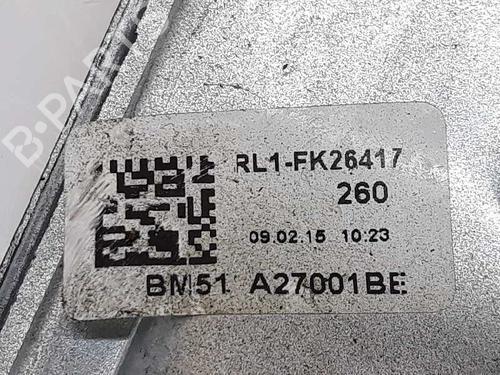 B-PARTS
RL1-FK26417
260
09.02.15 10:23
BM51 A27001BE